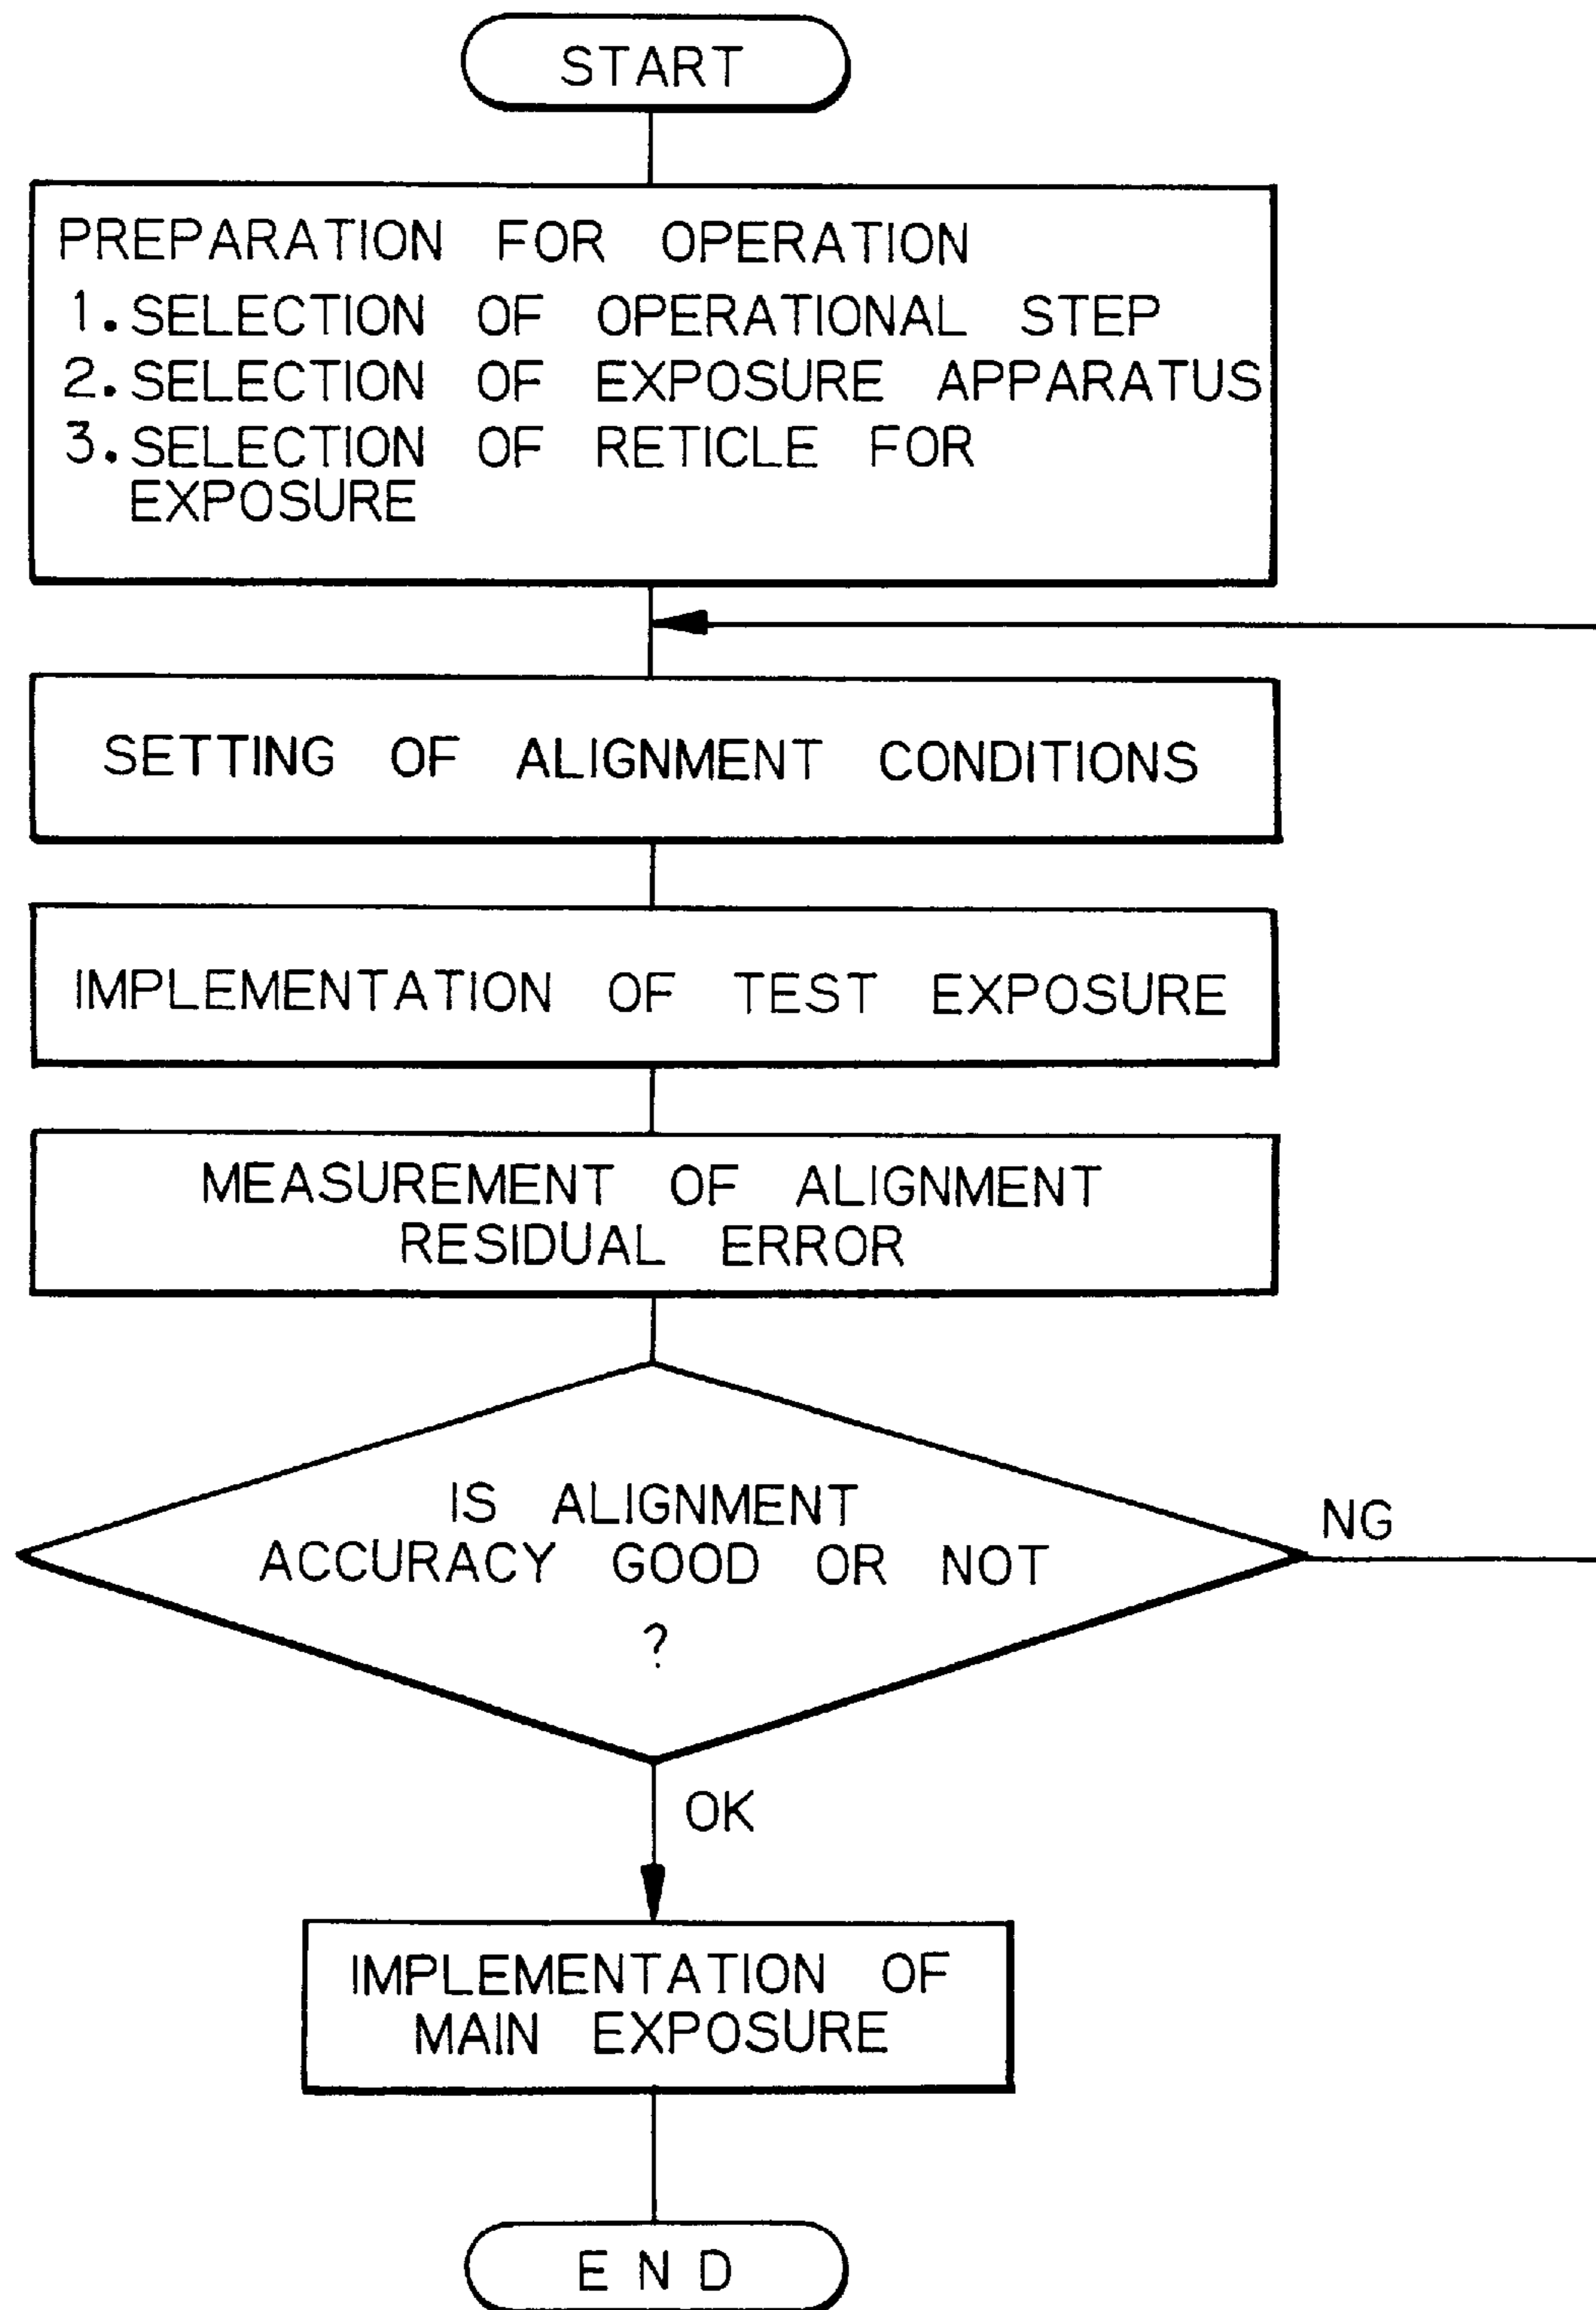 START
PREPARATION FOR OPERATION
1. SELECTION OF OPERATIONAL STEP
2. SELECTION OF EXPOSURE APPARATUS
3. SELECTION OF RETICLE FOR
EXPOSURE
SETTING OF ALIGNMENT CONDITIONS
IMPLEMENTATION OF TEST EXPOSURE
MEASUREMENT OF ALIGNMENT
RESIDUAL ERROR
IS ALIGNMENT
ACCURACY GOOD OR NOT
?
NG
OK
IMPLEMENTATION OF
MAIN EXPOSURE
END